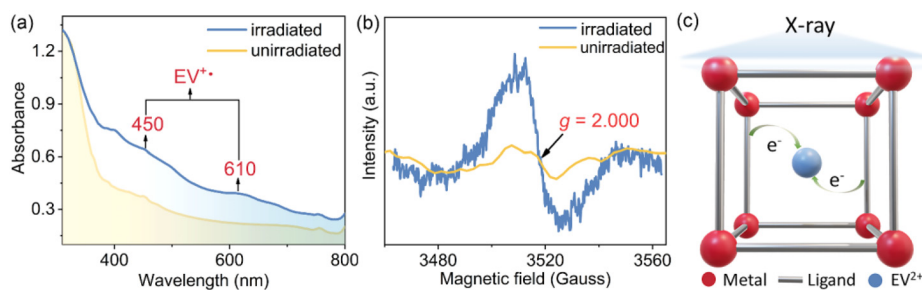 (a)
irradiated
unirradiated
EV⁺•
450
610
1.2
0.9
0.6
0.3
Absorbance
400
600
800
Wavelength (nm)
(b)
irradiated
unirradiated
g = 2.000
Intensity (a.u.)
3480
3520
3560
Magnetic field (Gauss)
(c)
X-ray
e⁻
e⁻
Metal
Ligand
EV²⁺